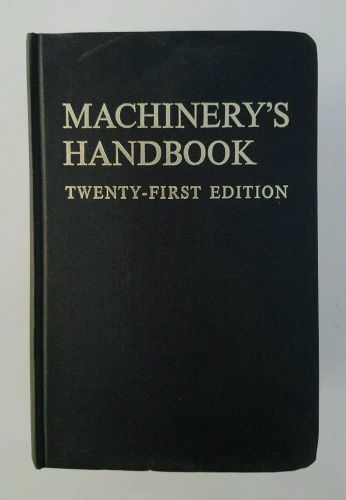 MACHINERY'S
HANDBOOK
TWENTY-FIRST EDITION